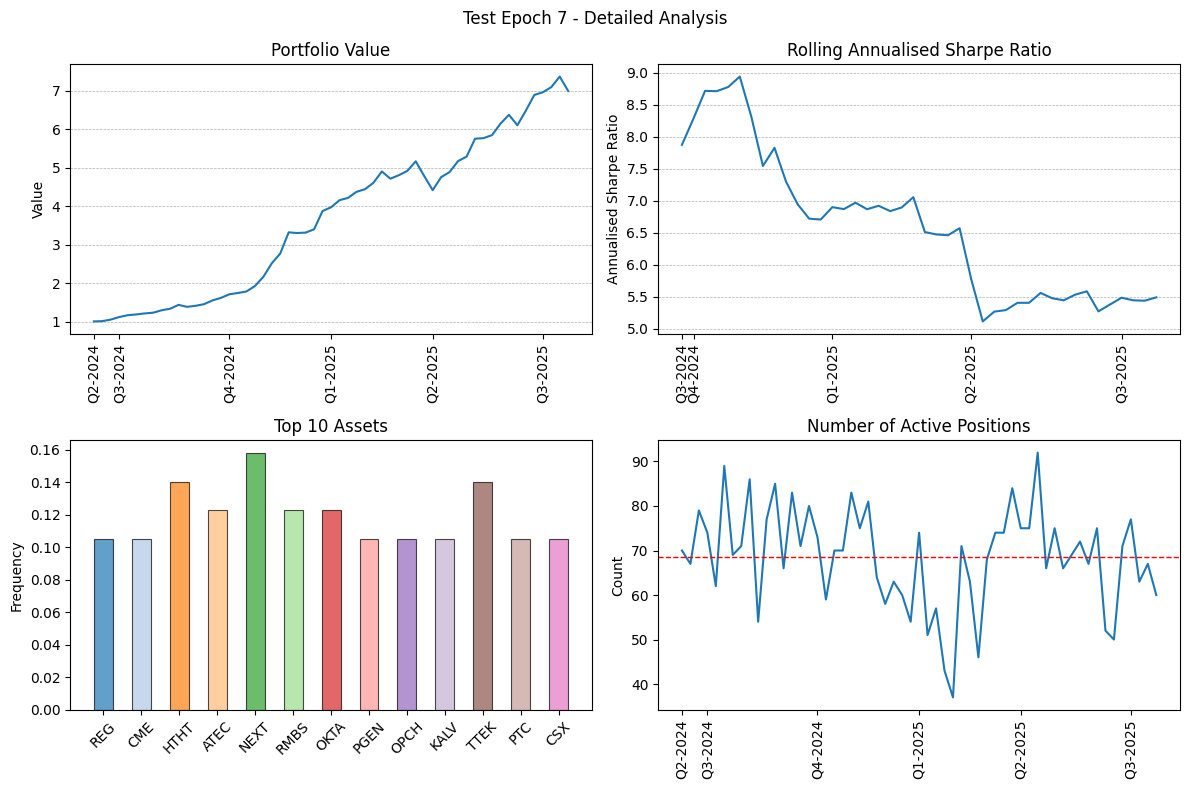 Test Epoch 7 - Detailed Analysis
Portfolio Value
Value
7
6
5
4
3
2
1
Q2-2024
Q3-2024
Q4-2024
Q1-2025
Q2-2025
Q3-2025
Rolling Annualised Sharpe Ratio
Annualised Sharpe Ratio
9.0
8.5
8.0
7.5
7.0
6.5
6.0
5.5
5.0
Q3-2024
Q4-2024
Q1-2025
Q2-2025
Q3-2025
Top 10 Assets
Frequency
0.16
0.14
0.12
0.10
0.08
0.06
0.04
0.02
0.00
REG
CME
HTHT
ATEC
NEXT
RMBS
OKTA
PGEN
OPCH
KALV
TTEK
PTC
CSX
Number of Active Positions
Count
90
80
70
60
50
40
Q2-2024
Q3-2024
Q4-2024
Q1-2025
Q2-2025
Q3-2025